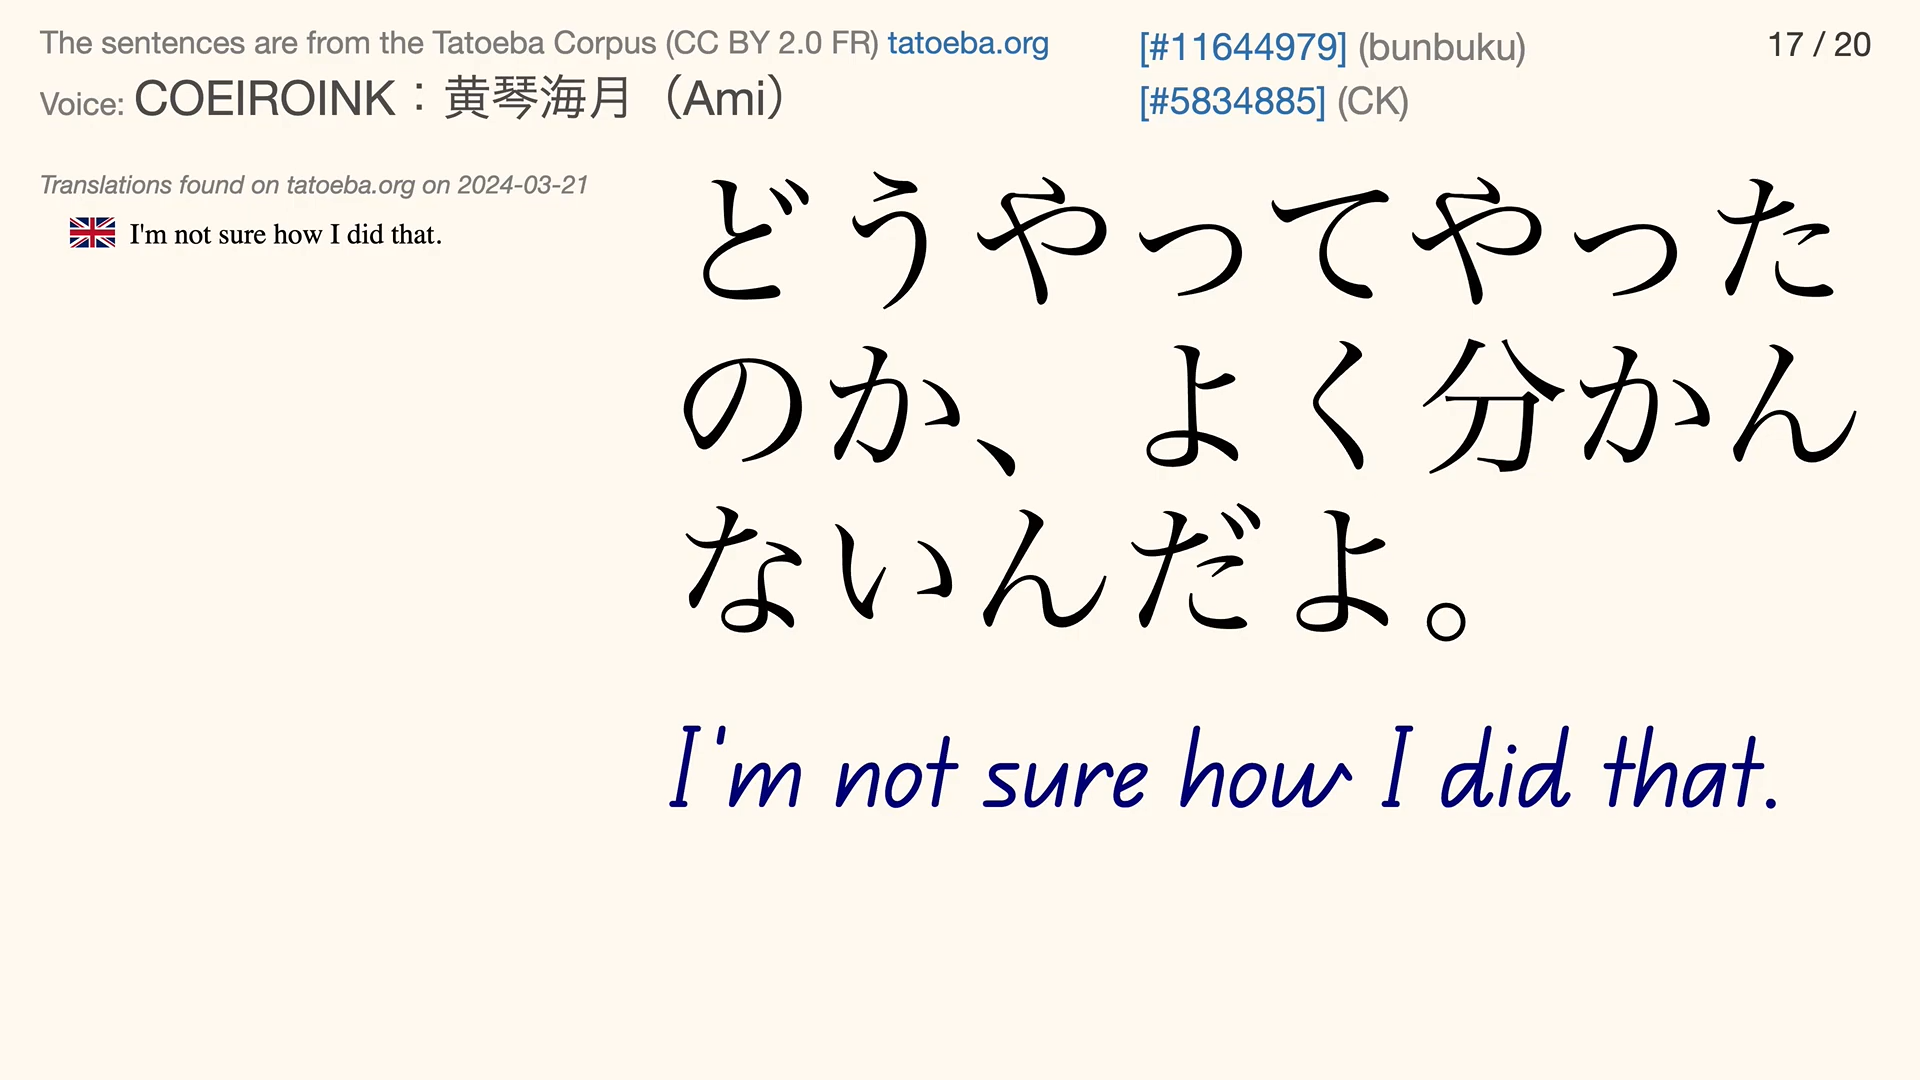 The sentences are from the Tatoeba Corpus (CC BY 2.0 FR) tatoeba.org
Voice: COEIROINK：黄琴海月（Ami）
[#11644979] (bunbuku)
[#5834885] (CK)
17 / 20
Translations found on tatoeba.org on 2024-03-21
I'm not sure how I did that.
どうやってやった
のか、よく分かん
ないんだよ。
I'm not sure how I did that.